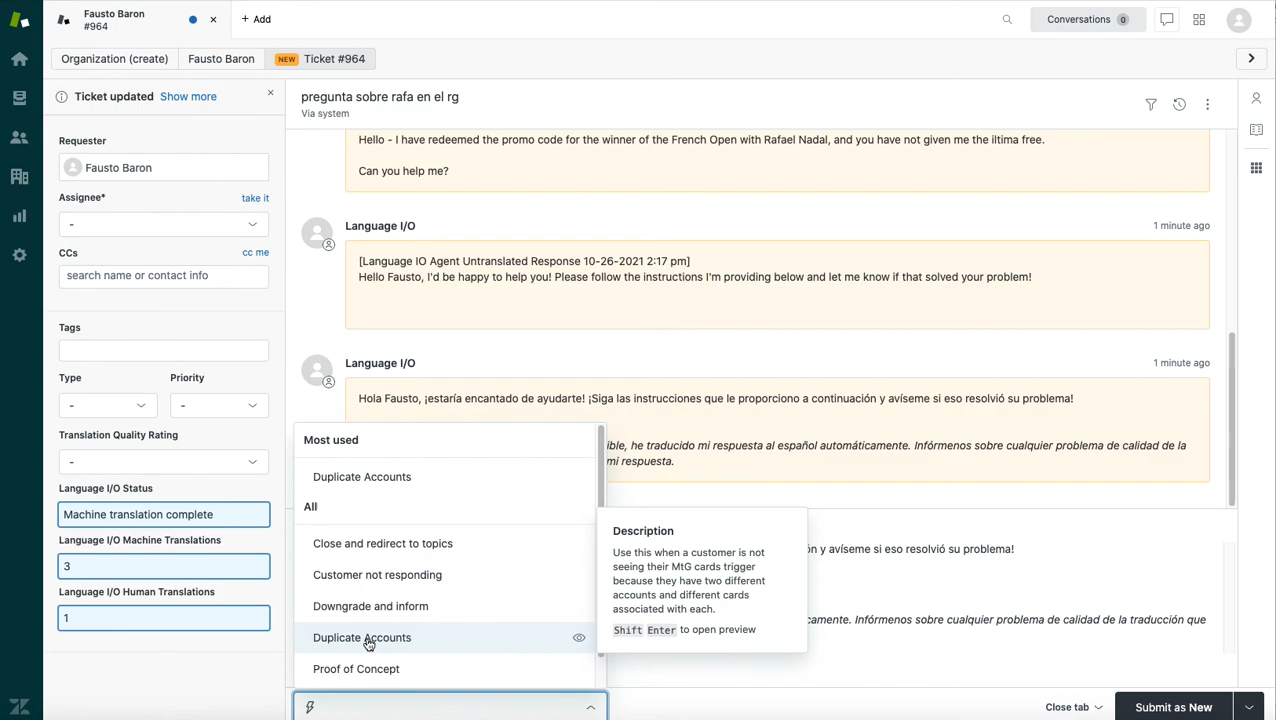 Fausto Baron
#964
+ Add
Conversations 0
Organization (create)
Fausto Baron
NEW Ticket #964
Ticket updated Show more
Requester
Fausto Baron
Assignee*
take it
-
CCs
cc me
search name or contact info
Tags
Type
Priority
-
-
Translation Quality Rating
-
Language I/O Status
Machine translation complete
Language I/O Machine Translations
3
Language I/O Human Translations
1
pregunta sobre rafa en el rg
Via system
Hello - I have redeemed the promo code for the winner of the French Open with Rafael Nadal, and you have not given me the iltima free.
Can you help me?
Language I/O
1 minute ago
[Language IO Agent Untranslated Response 10-26-2021 2:17 pm]
Hello Fausto, I'd be happy to help you! Please follow the instructions I'm providing below and let me know if that solved your problem!
Language I/O
1 minute ago
Hola Fausto, ¡estaría encantado de ayudarte! ¡Siga las instrucciones que le proporciono a continuación y avíseme si eso resolvió su problema!
ible, he traducido mi respuesta al español automáticamente. Infórmenos sobre cualquier problema de calidad de la
mi respuesta.
Most used
Duplicate Accounts
All
Close and redirect to topics
Customer not responding
Downgrade and inform
Duplicate Accounts
Proof of Concept
Description
Use this when a customer is not
seeing their MtG cards trigger
because they have two different
accounts and different cards
associated with each.
Shift Enter to open preview
n y avíseme si eso resolvió su problema!
camente. Infórmenos sobre cualquier problema de calidad de la traducción que
Close tab
Submit as New